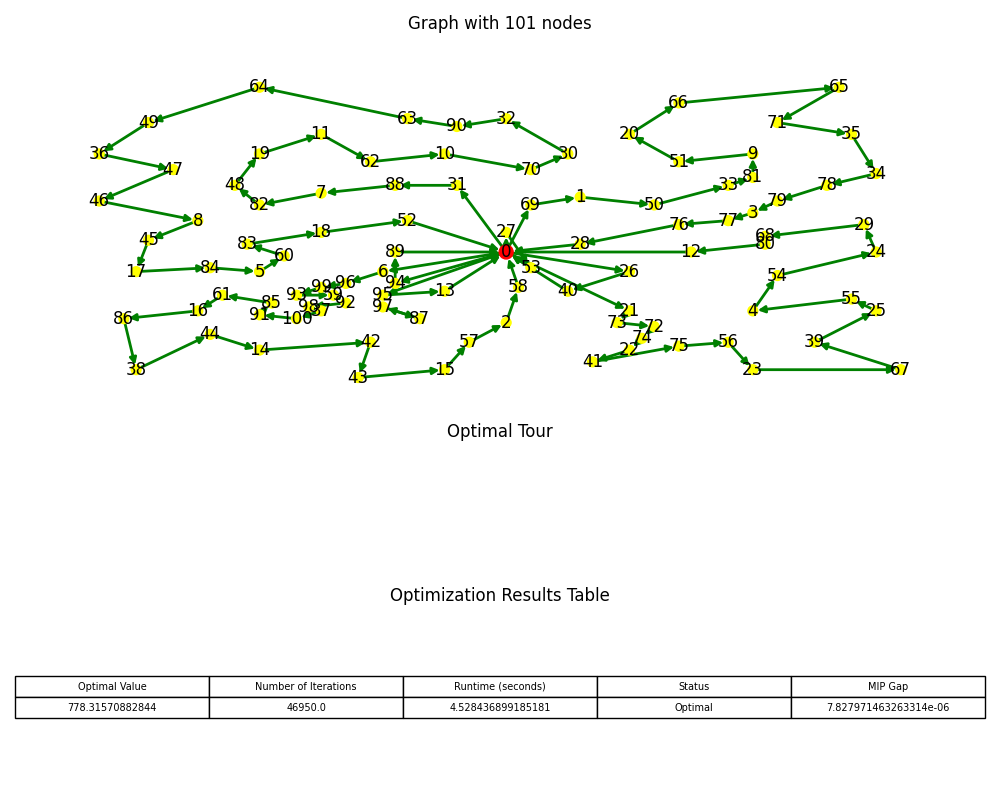 Graph with 101 nodes
64 65
66
49 63 90 32 71
11 20 35
36 19 62 10 30 51 9
47 70 81 34
48 88 31 33 78
46 82 7 69 1 50 79
8 52 76 77 3
45 83 18 27 28 68 29
60 89 0 12 80 24
17 84 5 6 53 26 54
99 96 94 40
61 93 59 95 13 55
16 85 98 92 97 21 4 25
86 91 100 37 87 58 73 72
44 2 74
14 42 57 22 75 56 39
38 43 15 41 23 67
Optimal Tour
Optimization Results Table
Optimal Value Number of Iterations Runtime (seconds) Status MIP Gap
778.31570882844 46950.0 4.528436899185181 Optimal 7.827971463263314e-06